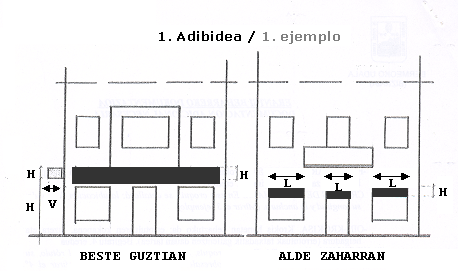 1. Adibidea / 1. ejemplo
H H
H V
L L L
H
BESTE GUZTIAN ALDE ZAHARRAN